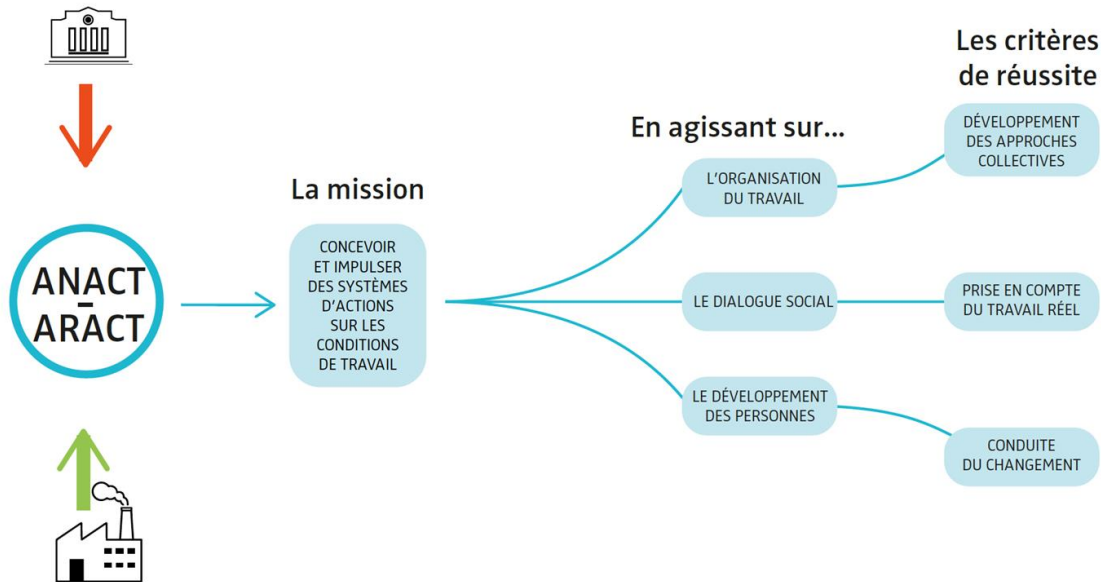 ANACT
–
ARACT
La mission
CONCEVOIR
ET IMPULSER
DES SYSTÈMES
D'ACTIONS
SUR LES
CONDITIONS
DE TRAVAIL
En agissant sur...
L'ORGANISATION
DU TRAVAIL
LE DIALOGUE SOCIAL
LE DÉVELOPPEMENT
DES PERSONNES
Les critères
de réussite
DÉVELOPPEMENT
DES APPROCHES
COLLECTIVES
PRISE EN COMPTE
DU TRAVAIL RÉEL
CONDUITE
DU CHANGEMENT